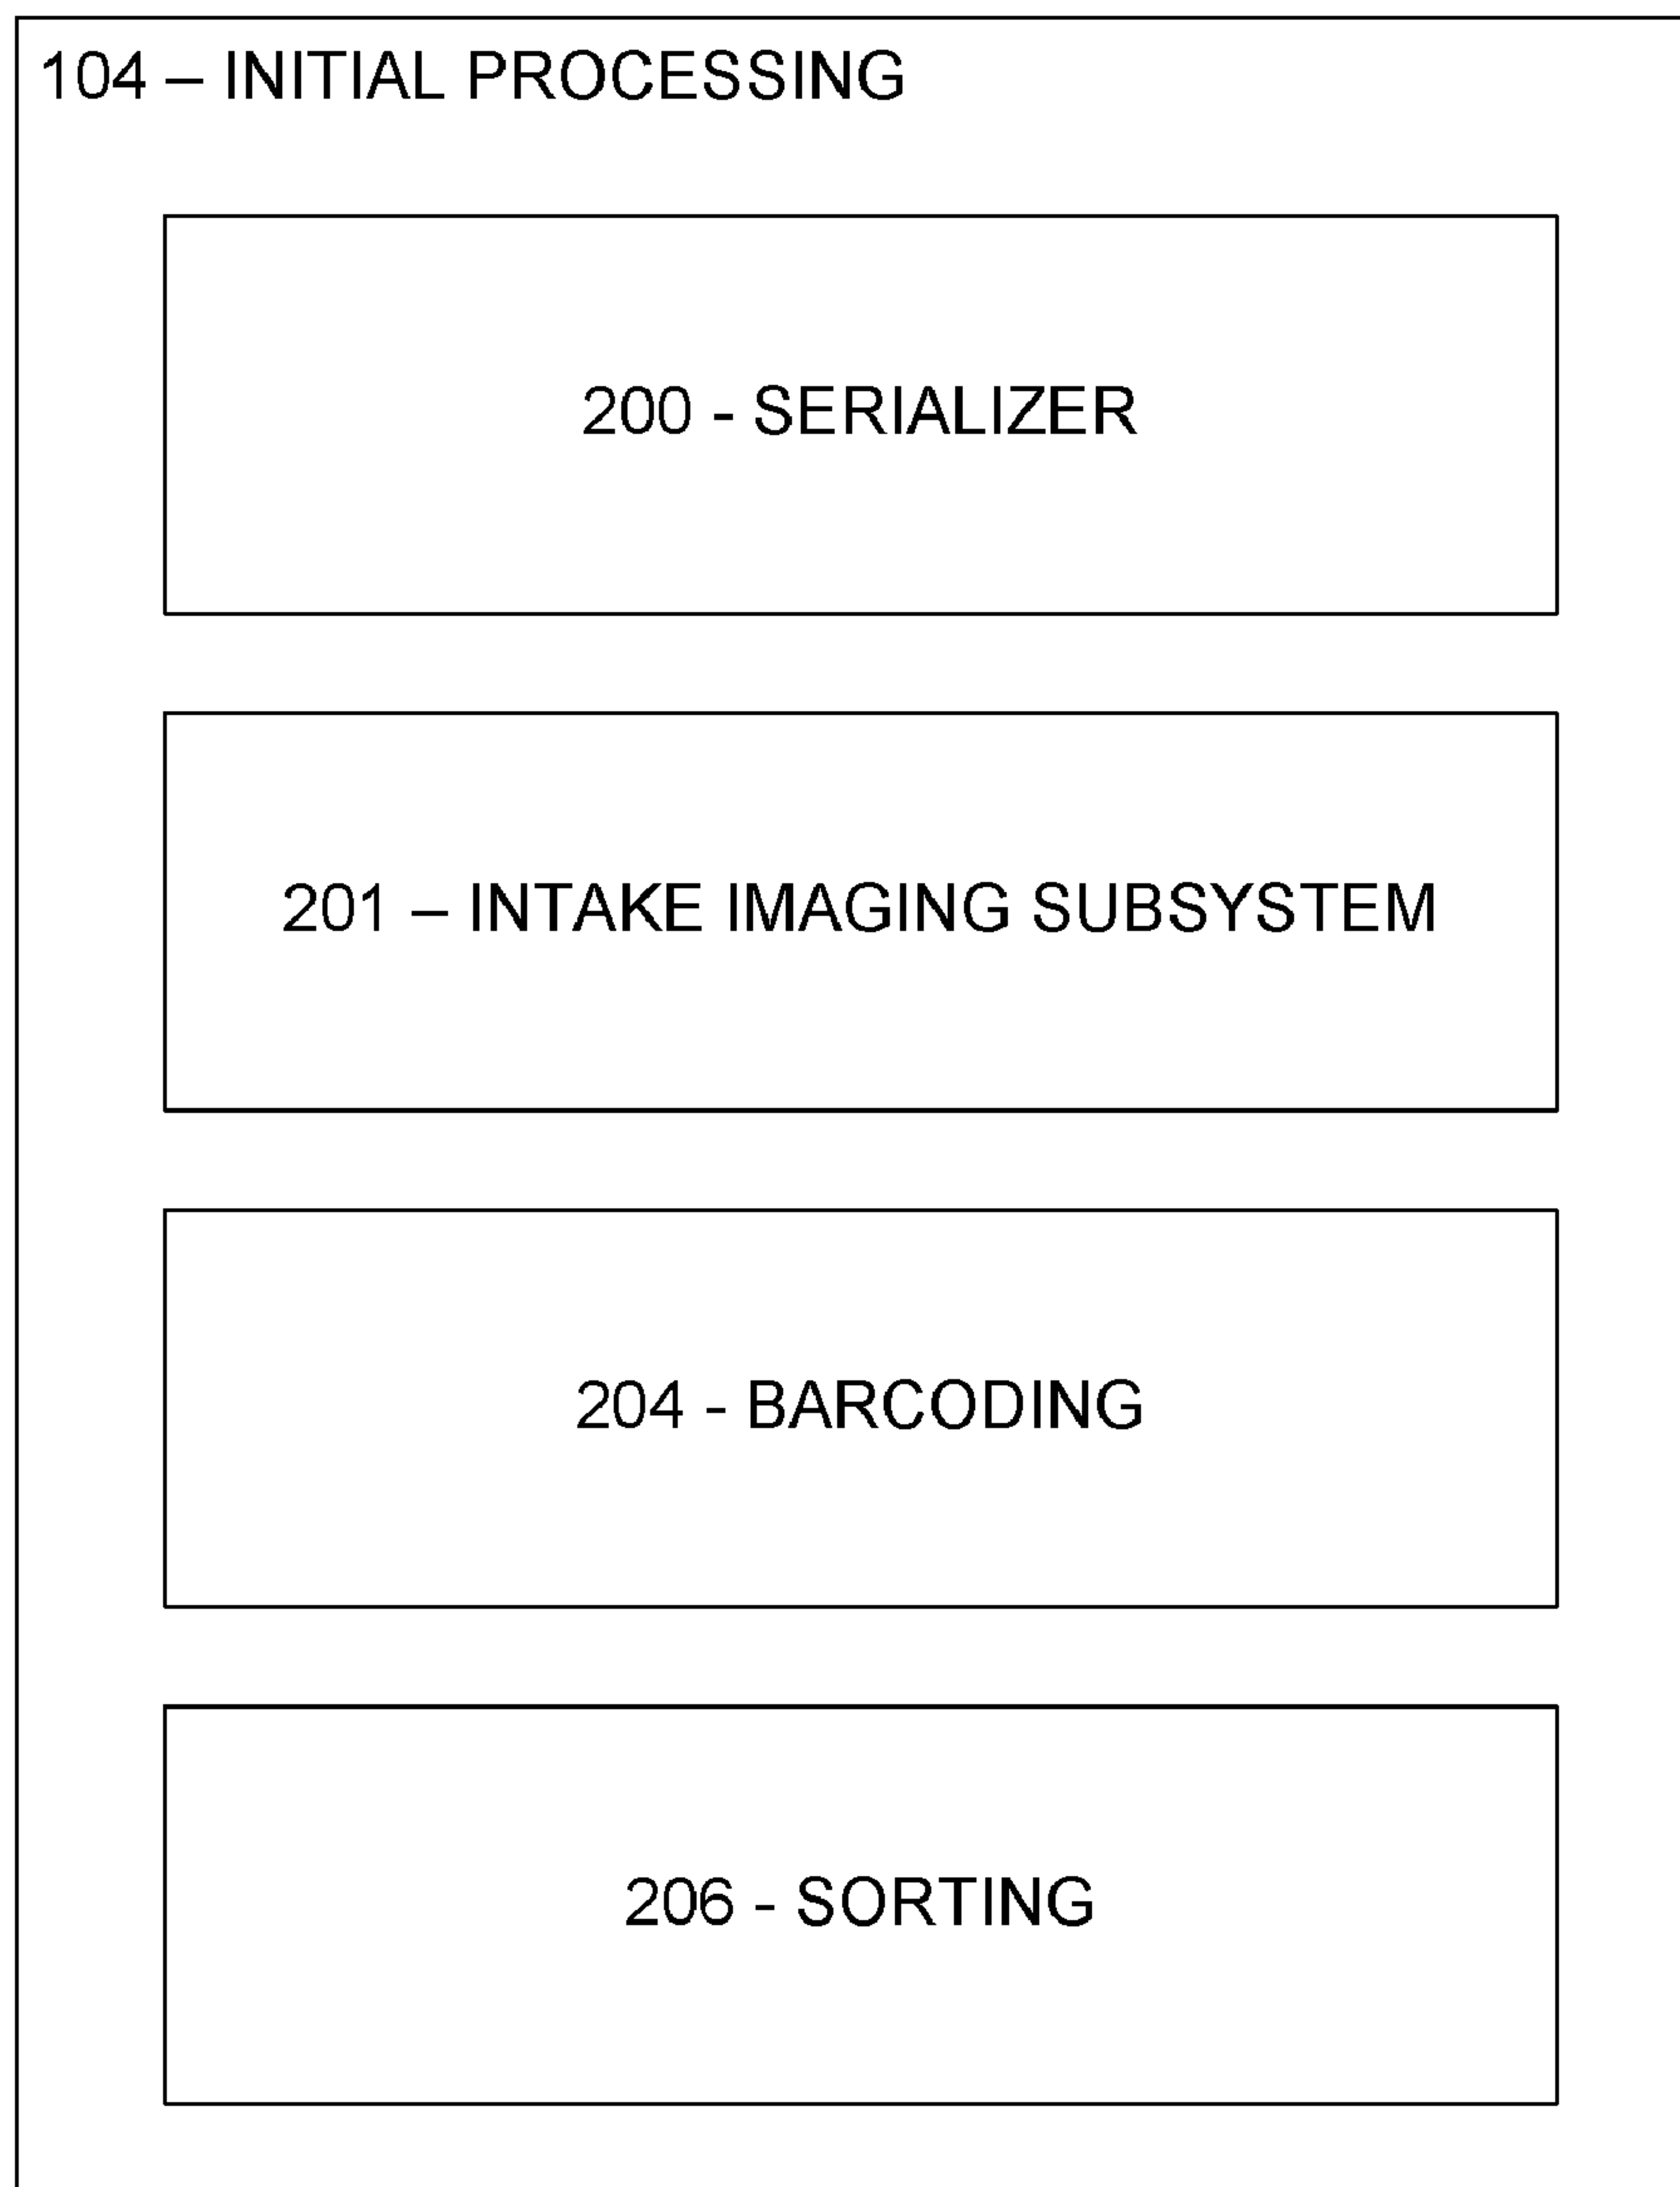 104 – INITIAL PROCESSING
200 - SERIALIZER
201 – INTAKE IMAGING SUBSYSTEM
204 - BARCODING
206 - SORTING